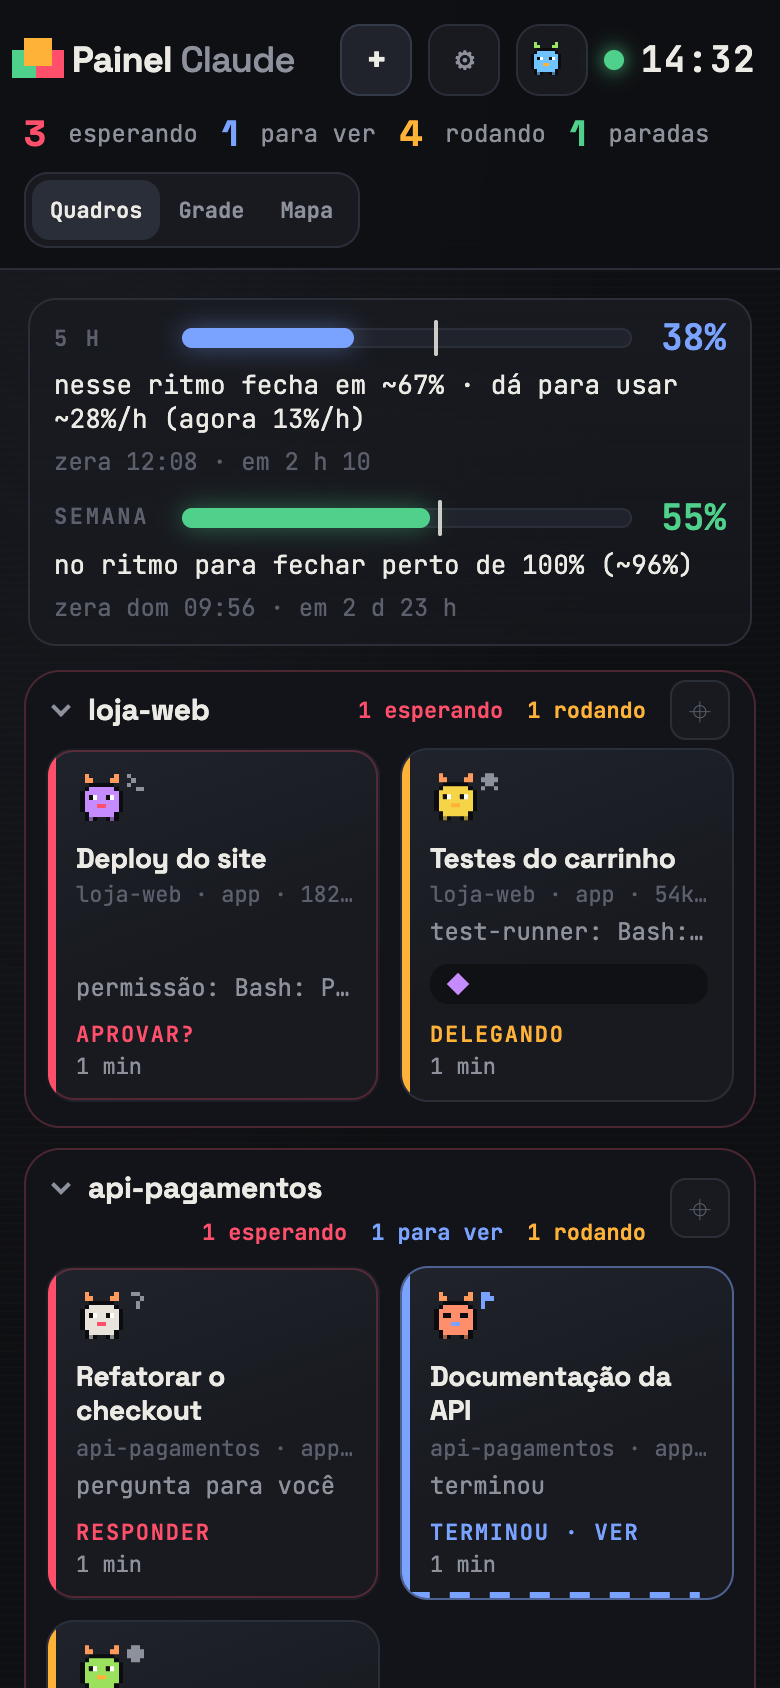 Painel Claude + 14:32
3 esperando 1 para ver 4 rodando 1 paradas
Quadros Grade Mapa
5 H 38%
nesse ritmo fecha em ~67% · dá para usar
~28%/h (agora 13%/h)
zera 12:08 · em 2 h 10
SEMANA 55%
no ritmo para fechar perto de 100% (~96%)
zera dom 09:56 · em 2 d 23 h
loja-web 1 esperando 1 rodando
Deploy do site
loja-web · app · 182…
permissão: Bash: P…
APROVAR?
1 min
Testes do carrinho
loja-web · app · 54k…
test-runner: Bash:…
DELEGANDO
1 min
api-pagamentos
1 esperando 1 para ver 1 rodando
Refatorar o
checkout
api-pagamentos · app…
pergunta para você
RESPONDER
1 min
Documentação da
API
api-pagamentos · app…
terminou
TERMINOU · VER
1 min